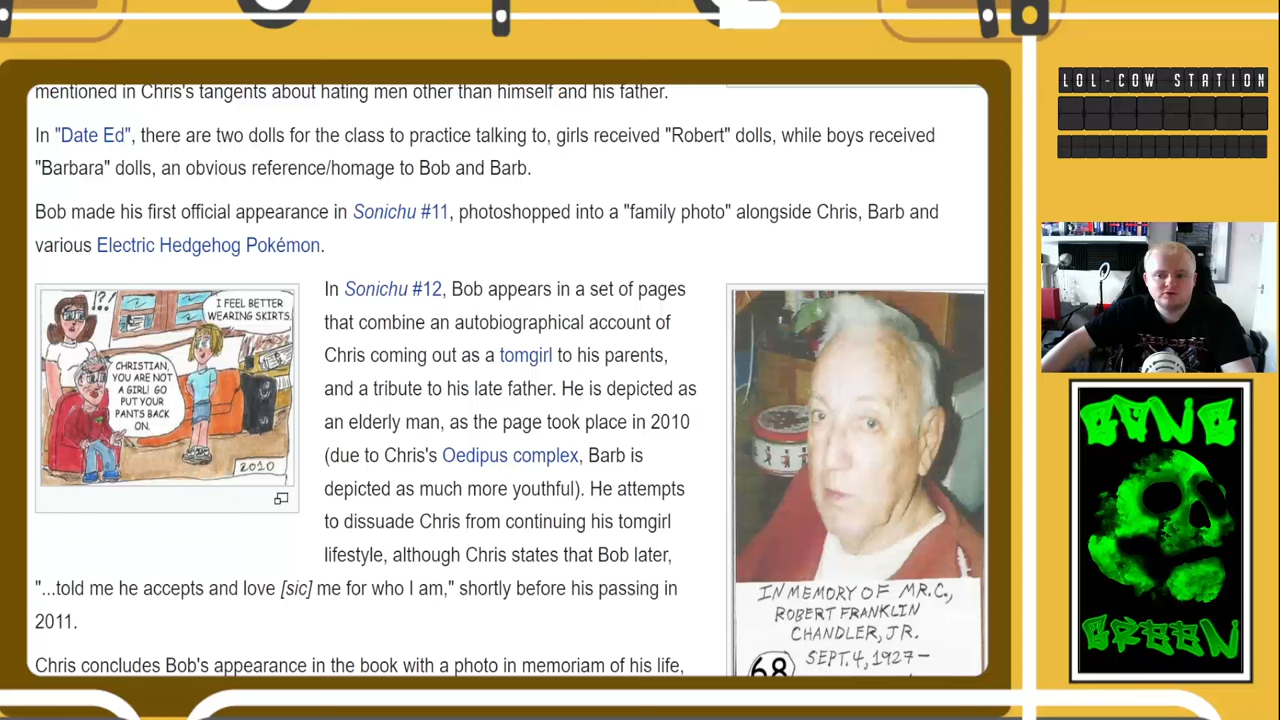 mentioned in Chris's tangents about hating men other than himself and his father.
In "Date Ed", there are two dolls for the class to practice talking to, girls received "Robert" dolls, while boys received
"Barbara" dolls, an obvious reference/homage to Bob and Barb.
Bob made his first official appearance in Sonichu #11, photoshopped into a "family photo" alongside Chris, Barb and
various Electric Hedgehog Pokémon.
!?!
I FEEL BETTER
WEARING SKIRTS.
CHRISTIAN,
YOU ARE NOT
A GIRL! GO
PUT YOUR
PANTS BACK
ON.
2010
In Sonichu #12, Bob appears in a set of pages
that combine an autobiographical account of
Chris coming out as a tomgirl to his parents,
and a tribute to his late father. He is depicted as
an elderly man, as the page took place in 2010
(due to Chris's Oedipus complex, Barb is
depicted as much more youthful). He attempts
to dissuade Chris from continuing his tomgirl
lifestyle, although Chris states that Bob later,
"...told me he accepts and love [sic] me for who I am," shortly before his passing in
2011.
Chris concludes Bob's appearance in the book with a photo in memoriam of his life,
IN MEMORY OF MR.C.,
ROBERT FRANKLIN
CHANDLER, JR.
SEPT. 4, 1927-
68
LOL-COW STATION
GANG
GREEN